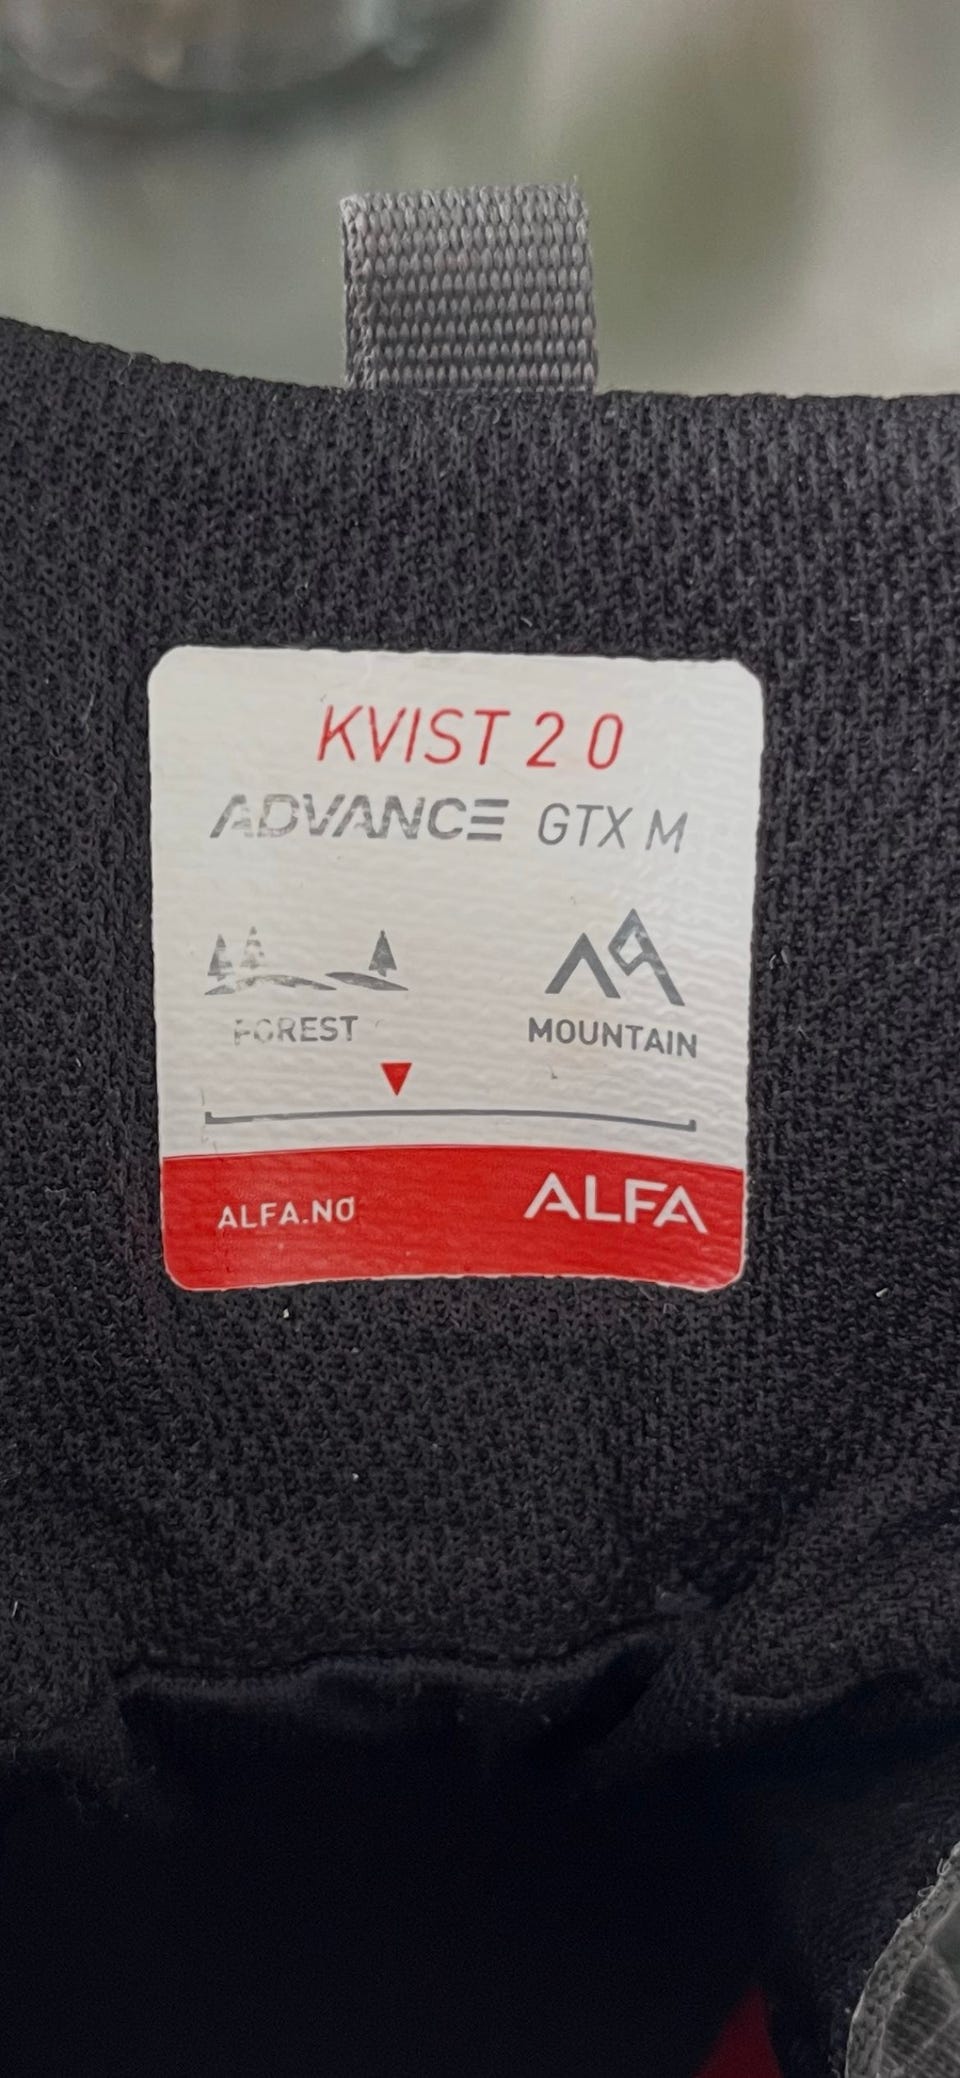 KVIST 2 0
ADVANCE GTX M
FOREST MOUNTAIN
ALFA.NO ALFA